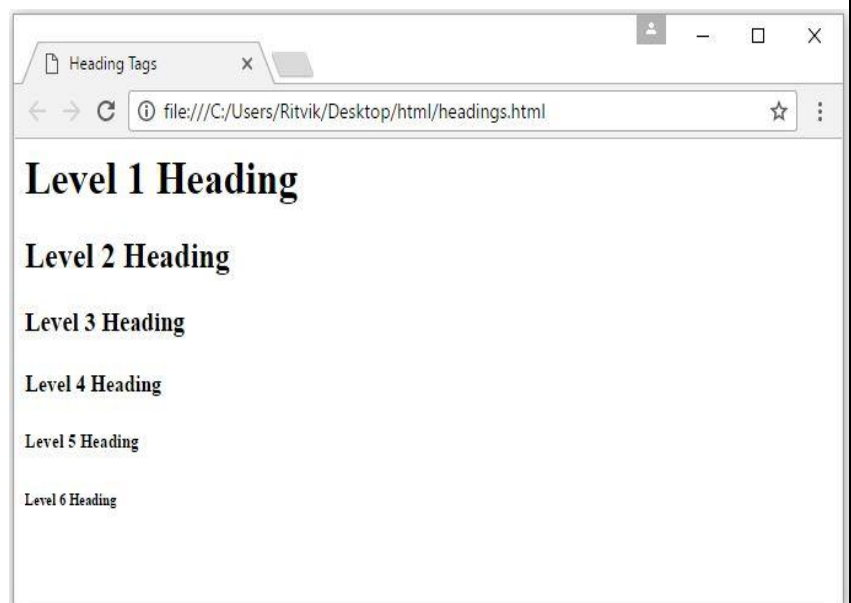 Heading Tags
file:///C:/Users/Ritvik/Desktop/html/headings.html
Level 1 Heading
Level 2 Heading
Level 3 Heading
Level 4 Heading
Level 5 Heading
Level 6 Heading